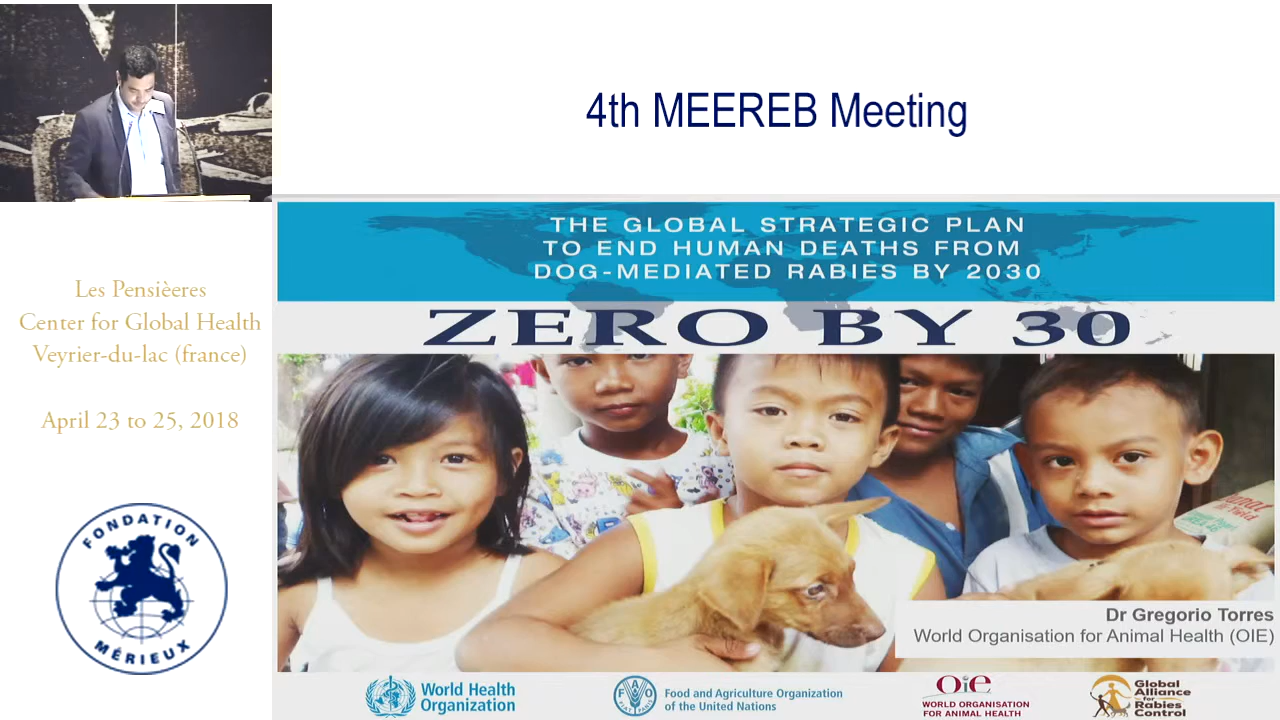 4th MEEREB Meeting
Les Pensièeres
Center for Global Health
Veyrier-du-lac (france)
April 23 to 25, 2018
FONDATION
MÉRIEUX
THE GLOBAL STRATEGIC PLAN
TO END HUMAN DEATHS FROM
DOG-MEDIATED RABIES BY 2030
ZERO BY 30
Dr Gregorio Torres
World Organisation for Animal Health (OIE)
World Health
Organization
FAO
FIAT PANIS
Food and Agriculture Organization
of the United Nations
OiE
WORLD ORGANISATION
FOR ANIMAL HEALTH
Global
Alliance
for
Rabies
Control